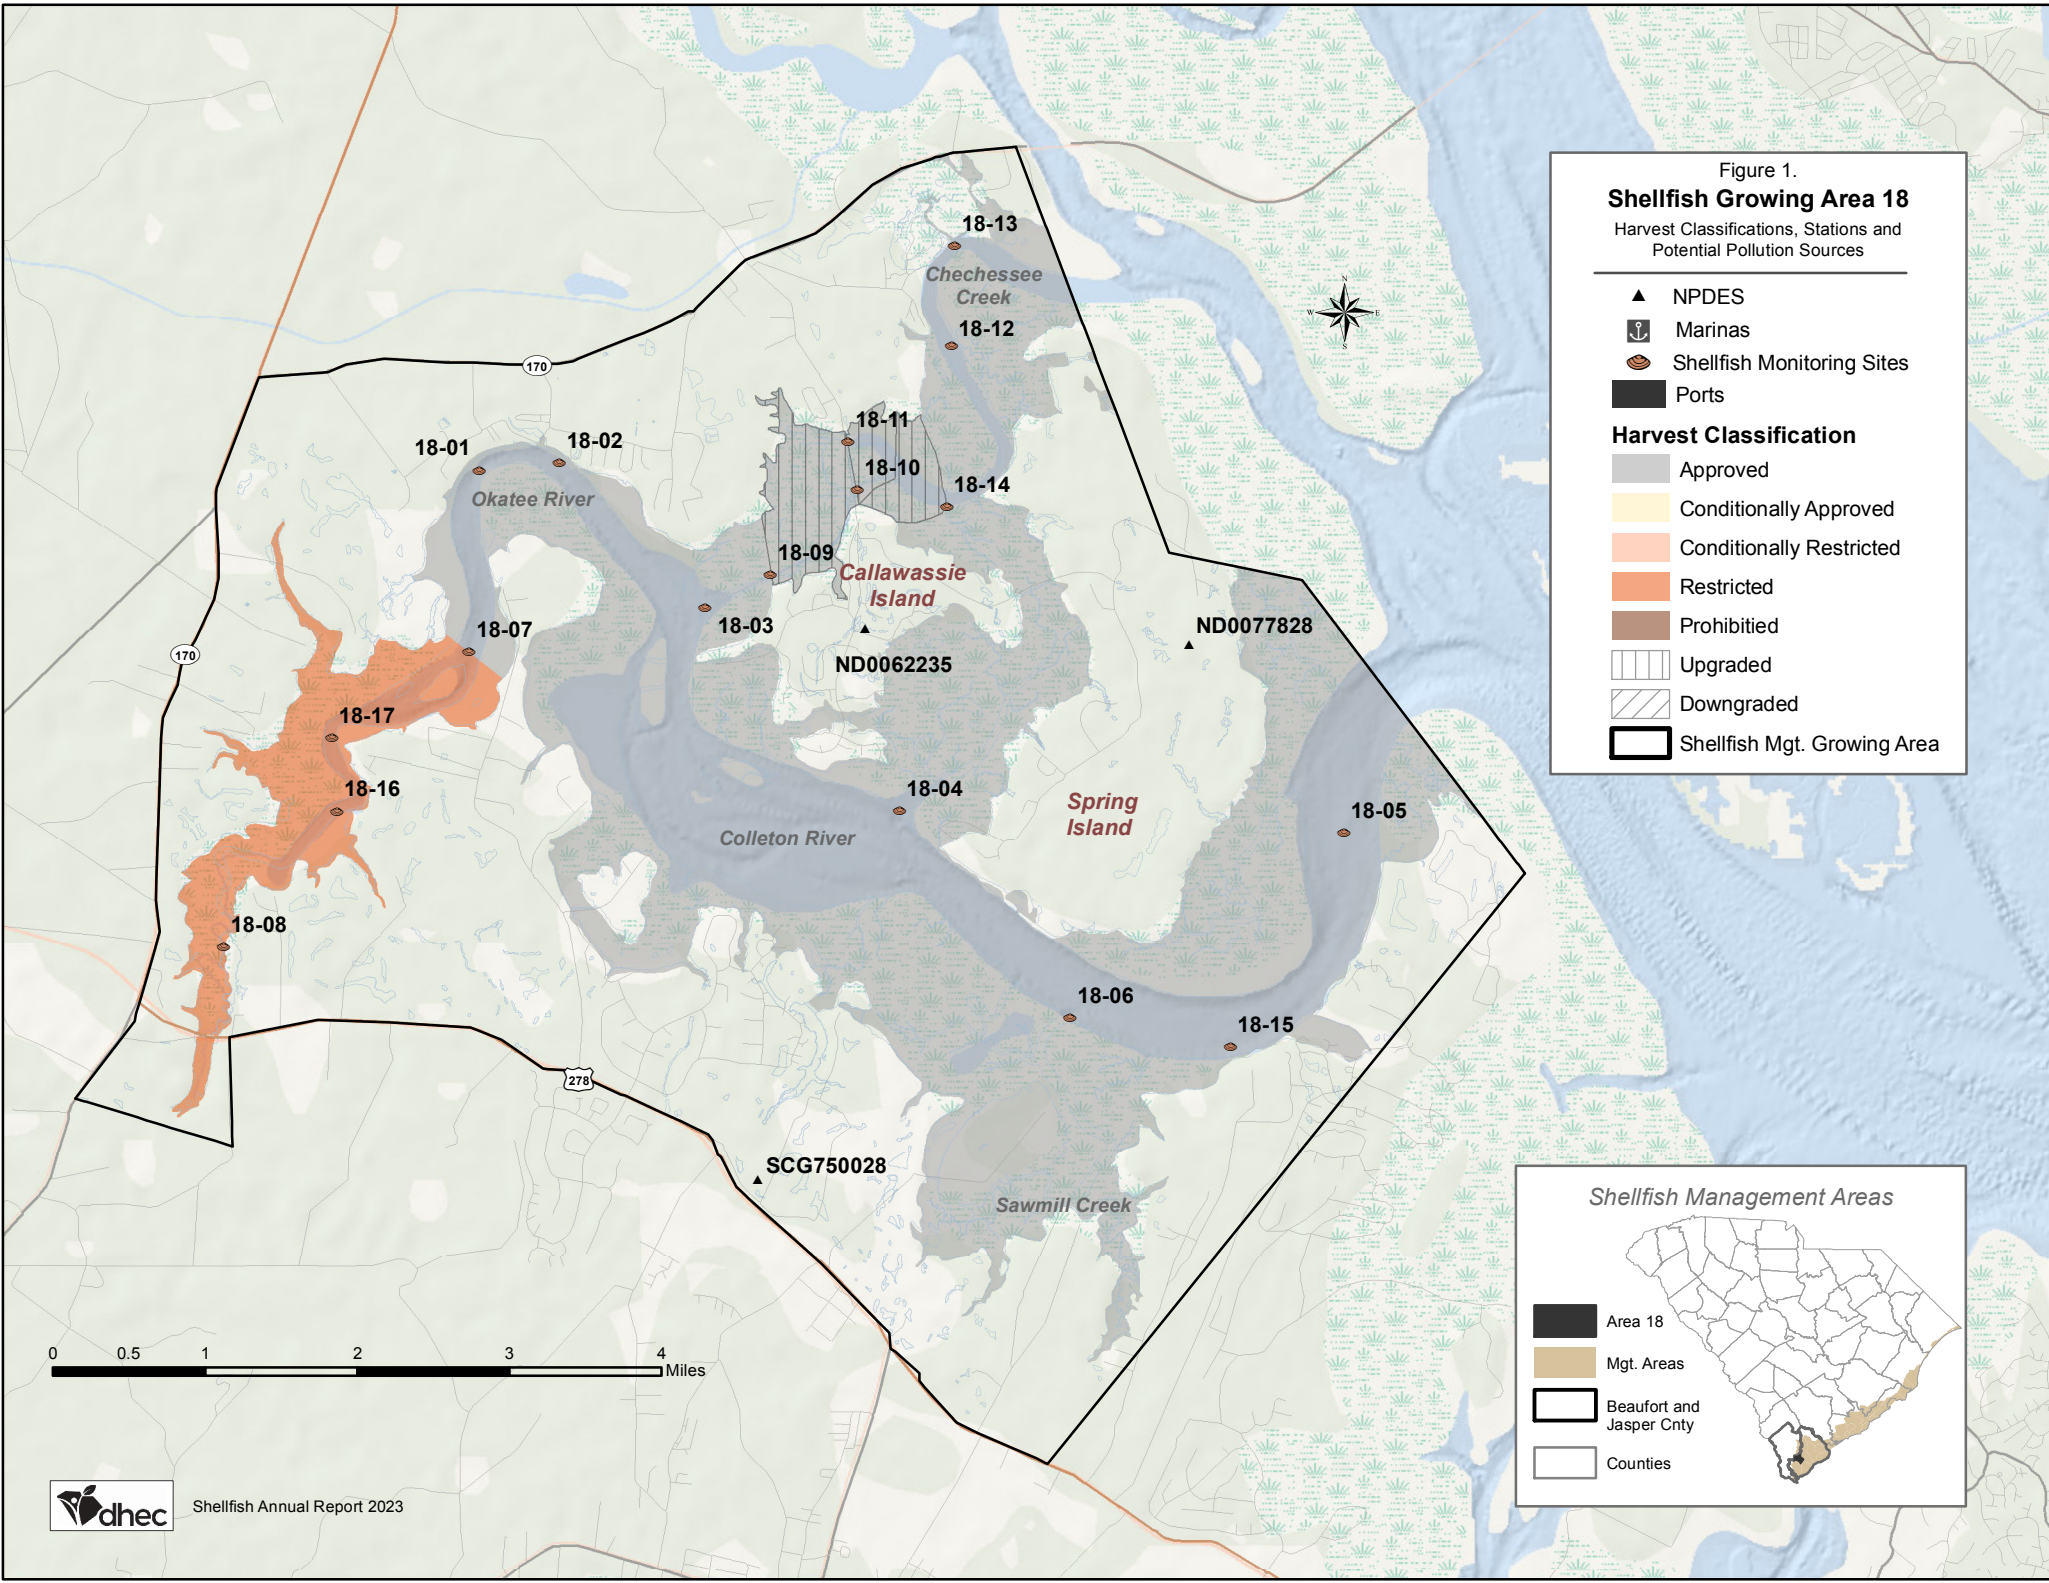 Figure 1.
Shellfish Growing Area 18
Harvest Classifications, Stations and
Potential Pollution Sources
N
W
E
S
NPDES
Marinas
Shellfish Monitoring Sites
Ports
Harvest Classification
Approved
Conditionally Approved
Conditionally Restricted
Restricted
Prohibitied
Upgraded
Downgraded
Shellfish Mgt. Growing Area
18-13
Chechessee
Creek
18-12
170
18-11
18-01
18-02
18-10
18-14
Okatee River
18-09
Callawassie
Island
18-03
18-07
ND0077828
ND0062235
170
18-17
18-16
18-04
Spring
Island
18-05
Colleton River
18-08
18-06
18-15
278
SCG750028
Sawmill Creek
Shellfish Management Areas
Area 18
Mgt. Areas
Beaufort and
Jasper Cnty
Counties
0 0.5 1 2 3 4
Miles
dhec
Shellfish Annual Report 2023